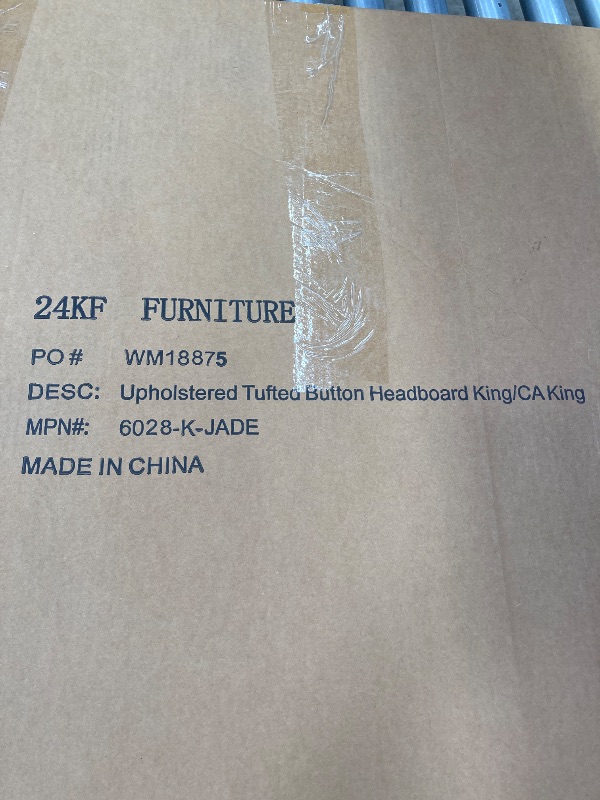 24KF FURNITURE
PO# WM18875
DESC: Upholstered Tufted Button Headboard King/CA King
MPN#: 6028-K-JADE
MADE IN CHINA